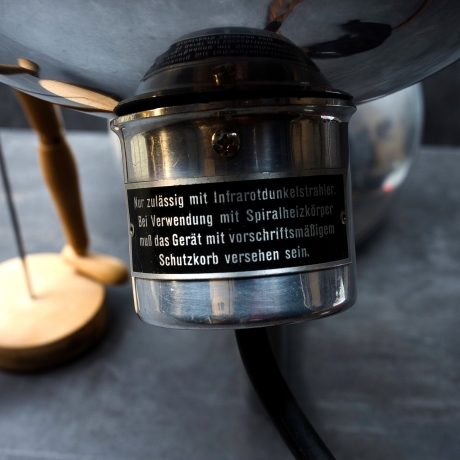 Nur zulässig mit Infrarotdunkelstrahler.
Bei Verwendung mit Spiralheizkörper
muß das Gerät mit vorschriftsmäßigem
Schutzkorb versehen sein.